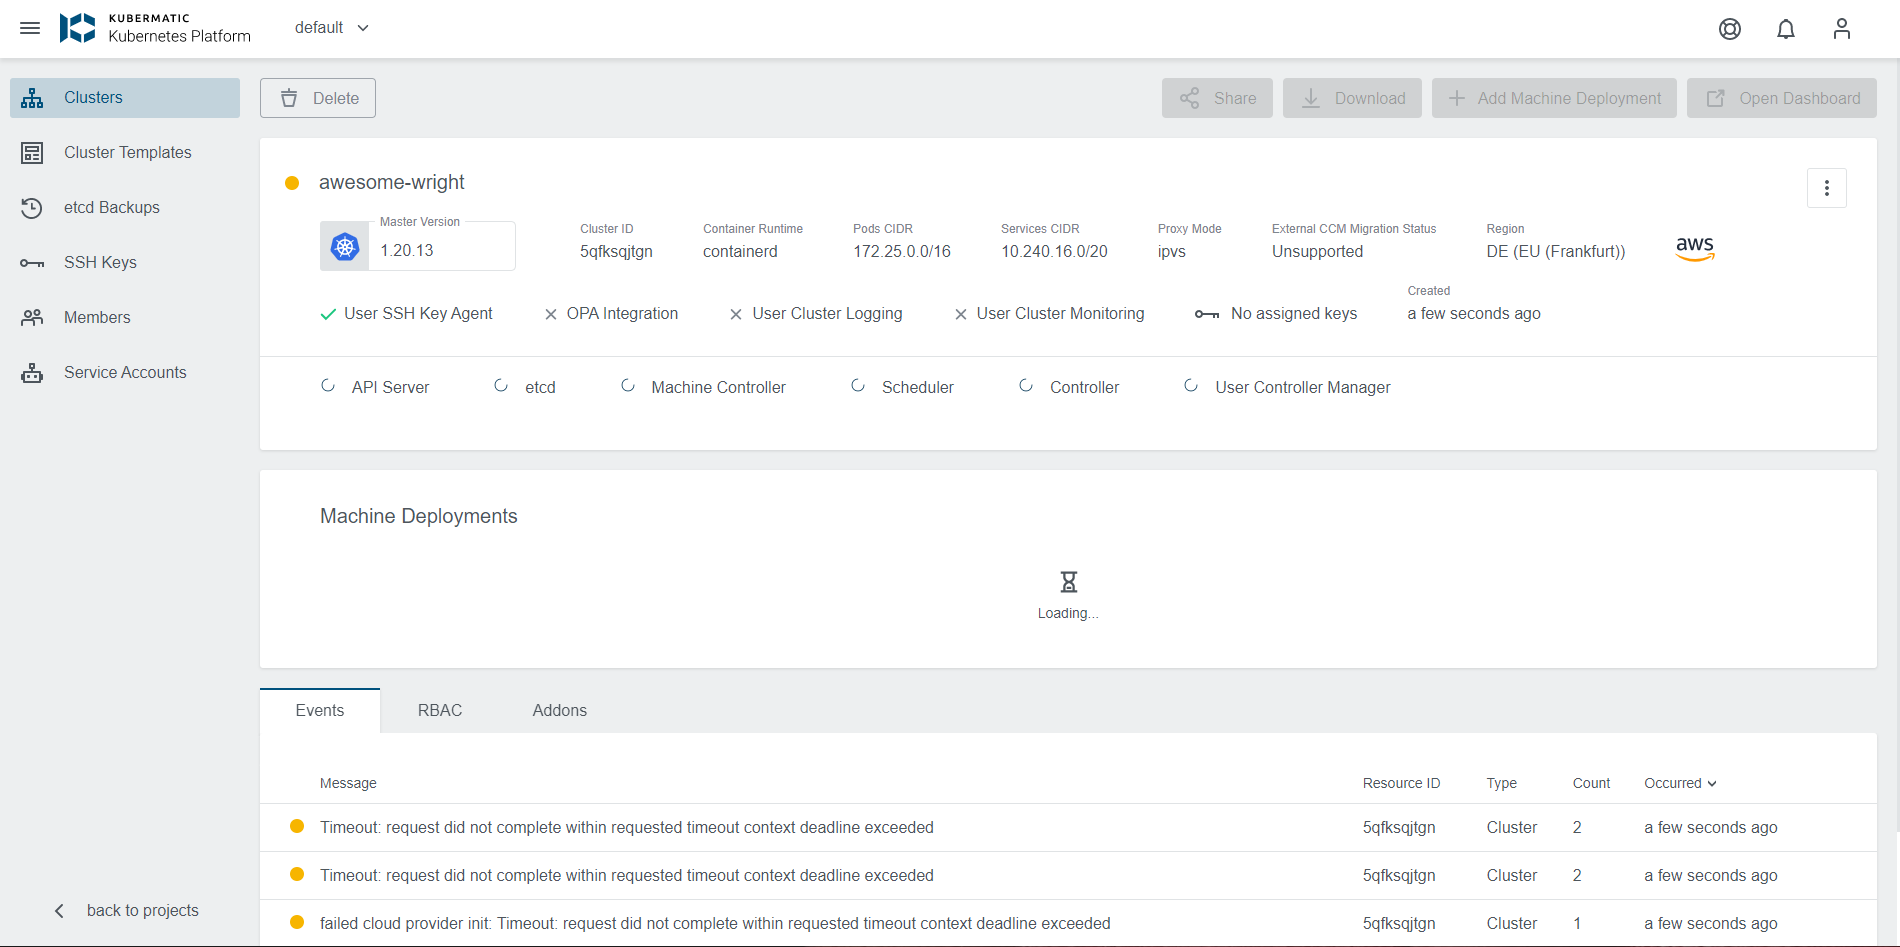 KUBERMATIC
Kubernetes Platform
default
Clusters
Cluster Templates
etcd Backups
SSH Keys
Members
Service Accounts
back to projects
Delete
Share
Download
Add Machine Deployment
Open Dashboard
awesome-wright
Master Version
1.20.13
Cluster ID
5qfksqjtgn
Container Runtime
containerd
Pods CIDR
172.25.0.0/16
Services CIDR
10.240.16.0/20
Proxy Mode
ipvs
External CCM Migration Status
Unsupported
Region
DE (EU (Frankfurt))
aws
User SSH Key Agent
OPA Integration
User Cluster Logging
User Cluster Monitoring
No assigned keys
Created
a few seconds ago
API Server
etcd
Machine Controller
Scheduler
Controller
User Controller Manager
Machine Deployments
Loading...
Events
RBAC
Addons
Message Resource ID Type Count Occurred
Timeout: request did not complete within requested timeout context deadline exceeded 5qfksqjtgn Cluster 2 a few seconds ago
Timeout: request did not complete within requested timeout context deadline exceeded 5qfksqjtgn Cluster 2 a few seconds ago
failed cloud provider init: Timeout: request did not complete within requested timeout context deadline exceeded 5qfksqjtgn Cluster 1 a few seconds ago